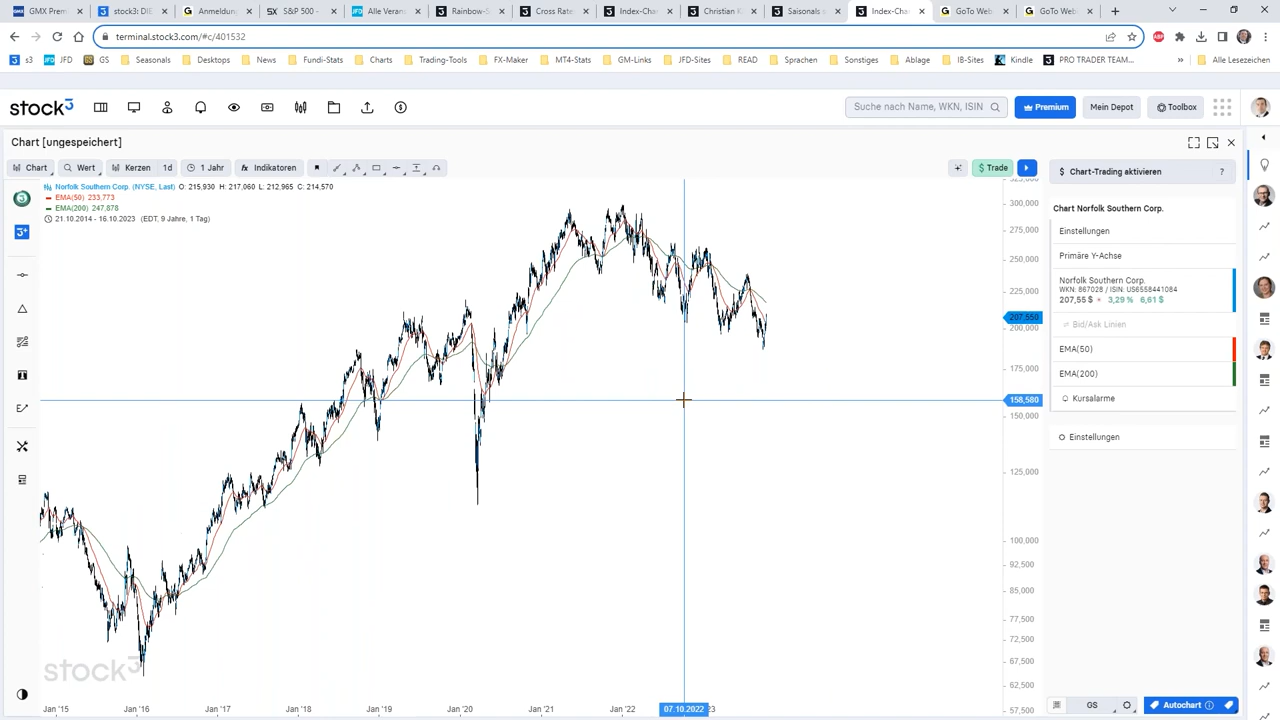 GMX Prem
stock3: DIE
Anmeldung
S&P 500 -
Alle Veran
Rainbow-S
Cross Rate
Index-Cha
Christian K
Saisonals
Index-Cha
GoTo Web
GoTo Web
terminal.stock3.com/#c/401532
s3 JFD GS Seasonals Desktops News Fundi-Stats Charts Trading-Tools FX-Maker MT4-Stats GM-Links JFD-Sites READ Sprachen Sonstiges Ablage IB-Sites Kindle PRO TRADER TEAM... » Alle Lesezeichen
stock3 Suche nach Name, WKN, ISIN Premium Mein Depot Toolbox
Chart [ungespeichert]
Chart Wert Kerzen 1d 1 Jahr Indikatoren $ Trade
$ Chart-Trading aktivieren ?
Norfolk Southern Corp. (NYSE, Last) O: 215,930 H: 217,060 L: 212,965 C: 214,570
EMA(50) 233,773
EMA(200) 247,878
21.10.2014 - 16.10.2023 (EDT, 9 Jahre, 1 Tag)
325,000
300,000
275,000
250,000
225,000
207,550
200,000
175,000
158,580
150,000
125,000
100,000
92,500
85,000
77,500
72,500
67,500
62,500
57,500
Chart Norfolk Southern Corp.
Einstellungen
Primäre Y-Achse
Norfolk Southern Corp.
WKN: 867028 / ISIN: US6558441084
207,55 $ 3,29 % 6,61 $
Bid/Ask Linien
EMA(50)
EMA(200)
Kursalarme
Einstellungen
stock3
Jan '15 Jan '16 Jan '17 Jan '18 Jan '19 Jan '20 Jan '21 Jan '22 07.10.2022 23
GS Autochart